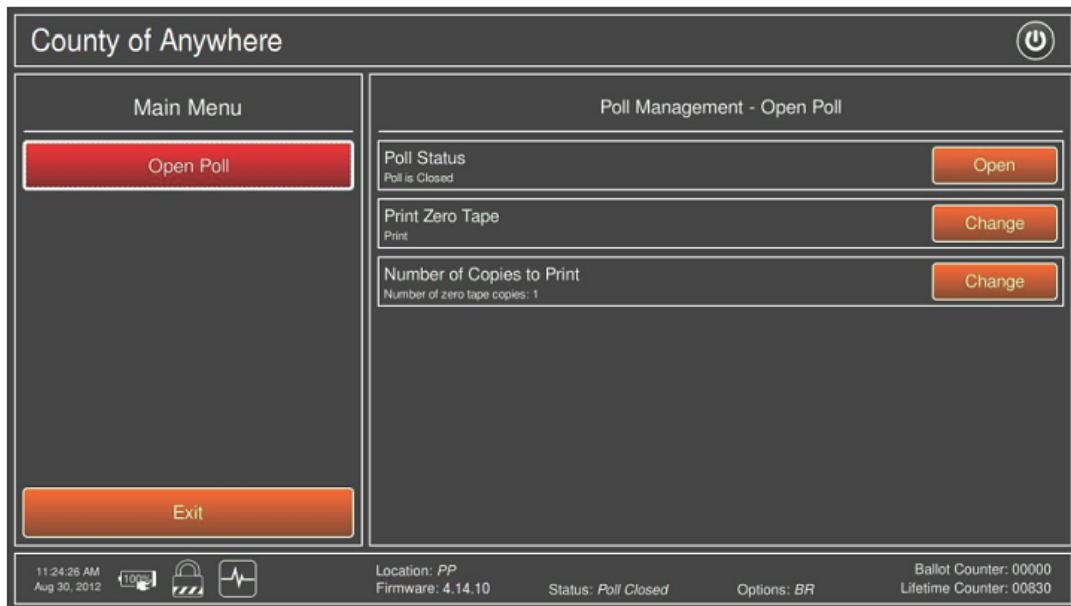 County of Anywhere
Main Menu
Open Poll
Exit
Poll Management - Open Poll
Poll Status
Poll is Closed
Open
Print Zero Tape
Print
Change
Number of Copies to Print
Number of zero tape copies: 1
Change
11:24:26 AM
Aug 30, 2012
100%
Location: PP
Firmware: 4.14.10
Status: Poll Closed
Options: BR
Ballot Counter: 00000
Lifetime Counter: 00830